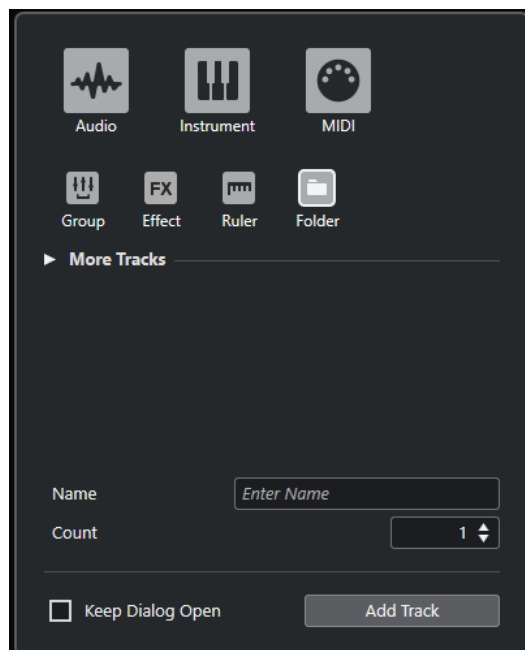 Audio Instrument MIDI
FX
Group Effect Ruler Folder
More Tracks
Name Enter Name
Count 1
Keep Dialog Open Add Track